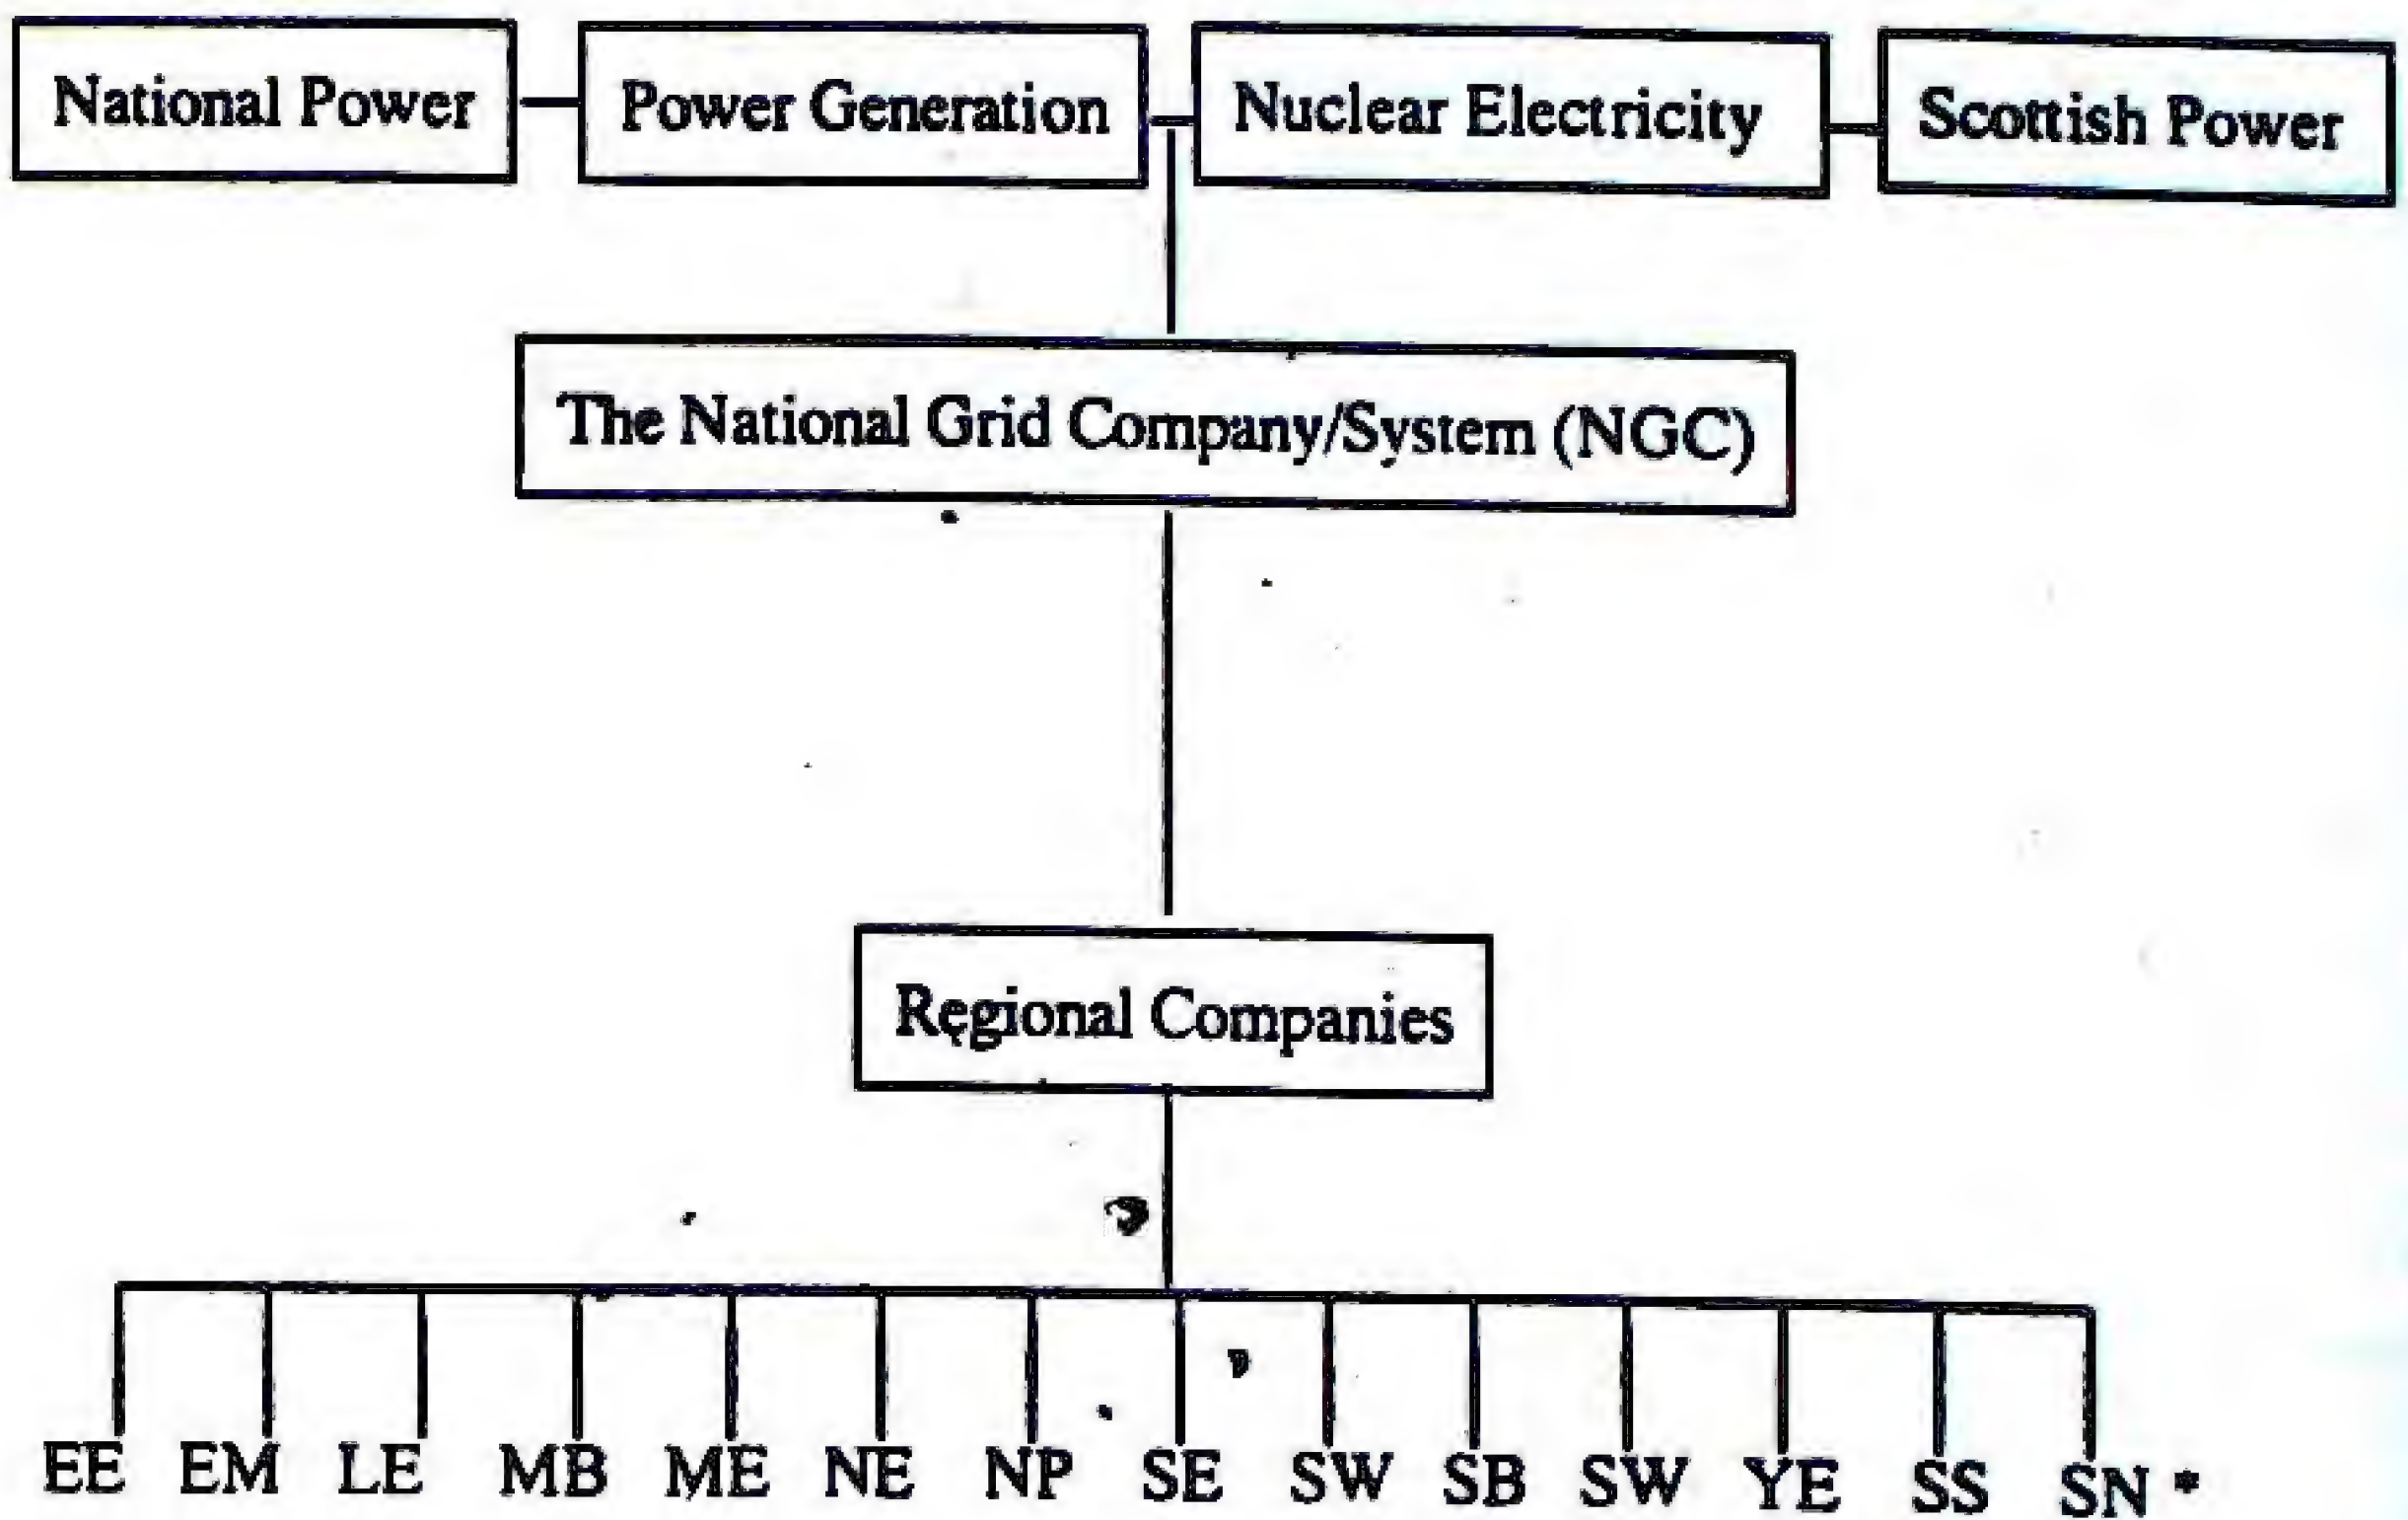 National Power Power Generation Nuclear Electricity Scottish Power
The National Grid Company/System (NGC)
Regional Companies
EE EM LE MB ME NE NP SE SW SB SW YE SS SN *